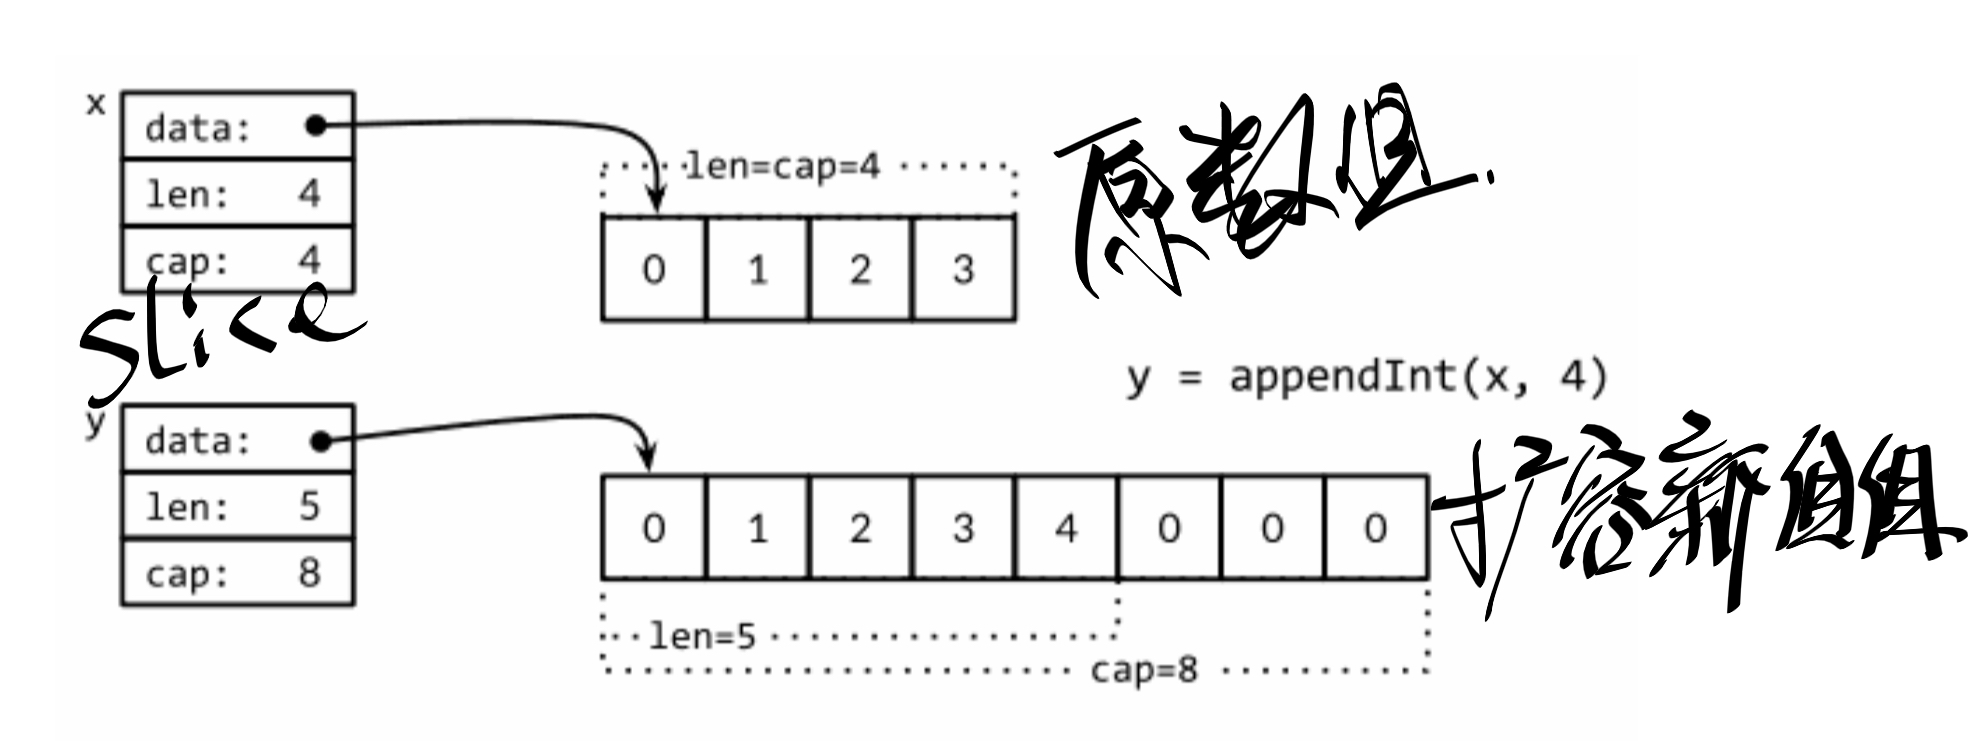 x
data:
len: 4
cap: 4
len=cap=4
0 1 2 3
原数组
slice
y = appendInt(x, 4)
y
data:
len: 5
cap: 8
0 1 2 3 4 0 0 0
扩容新
len=5
cap=8